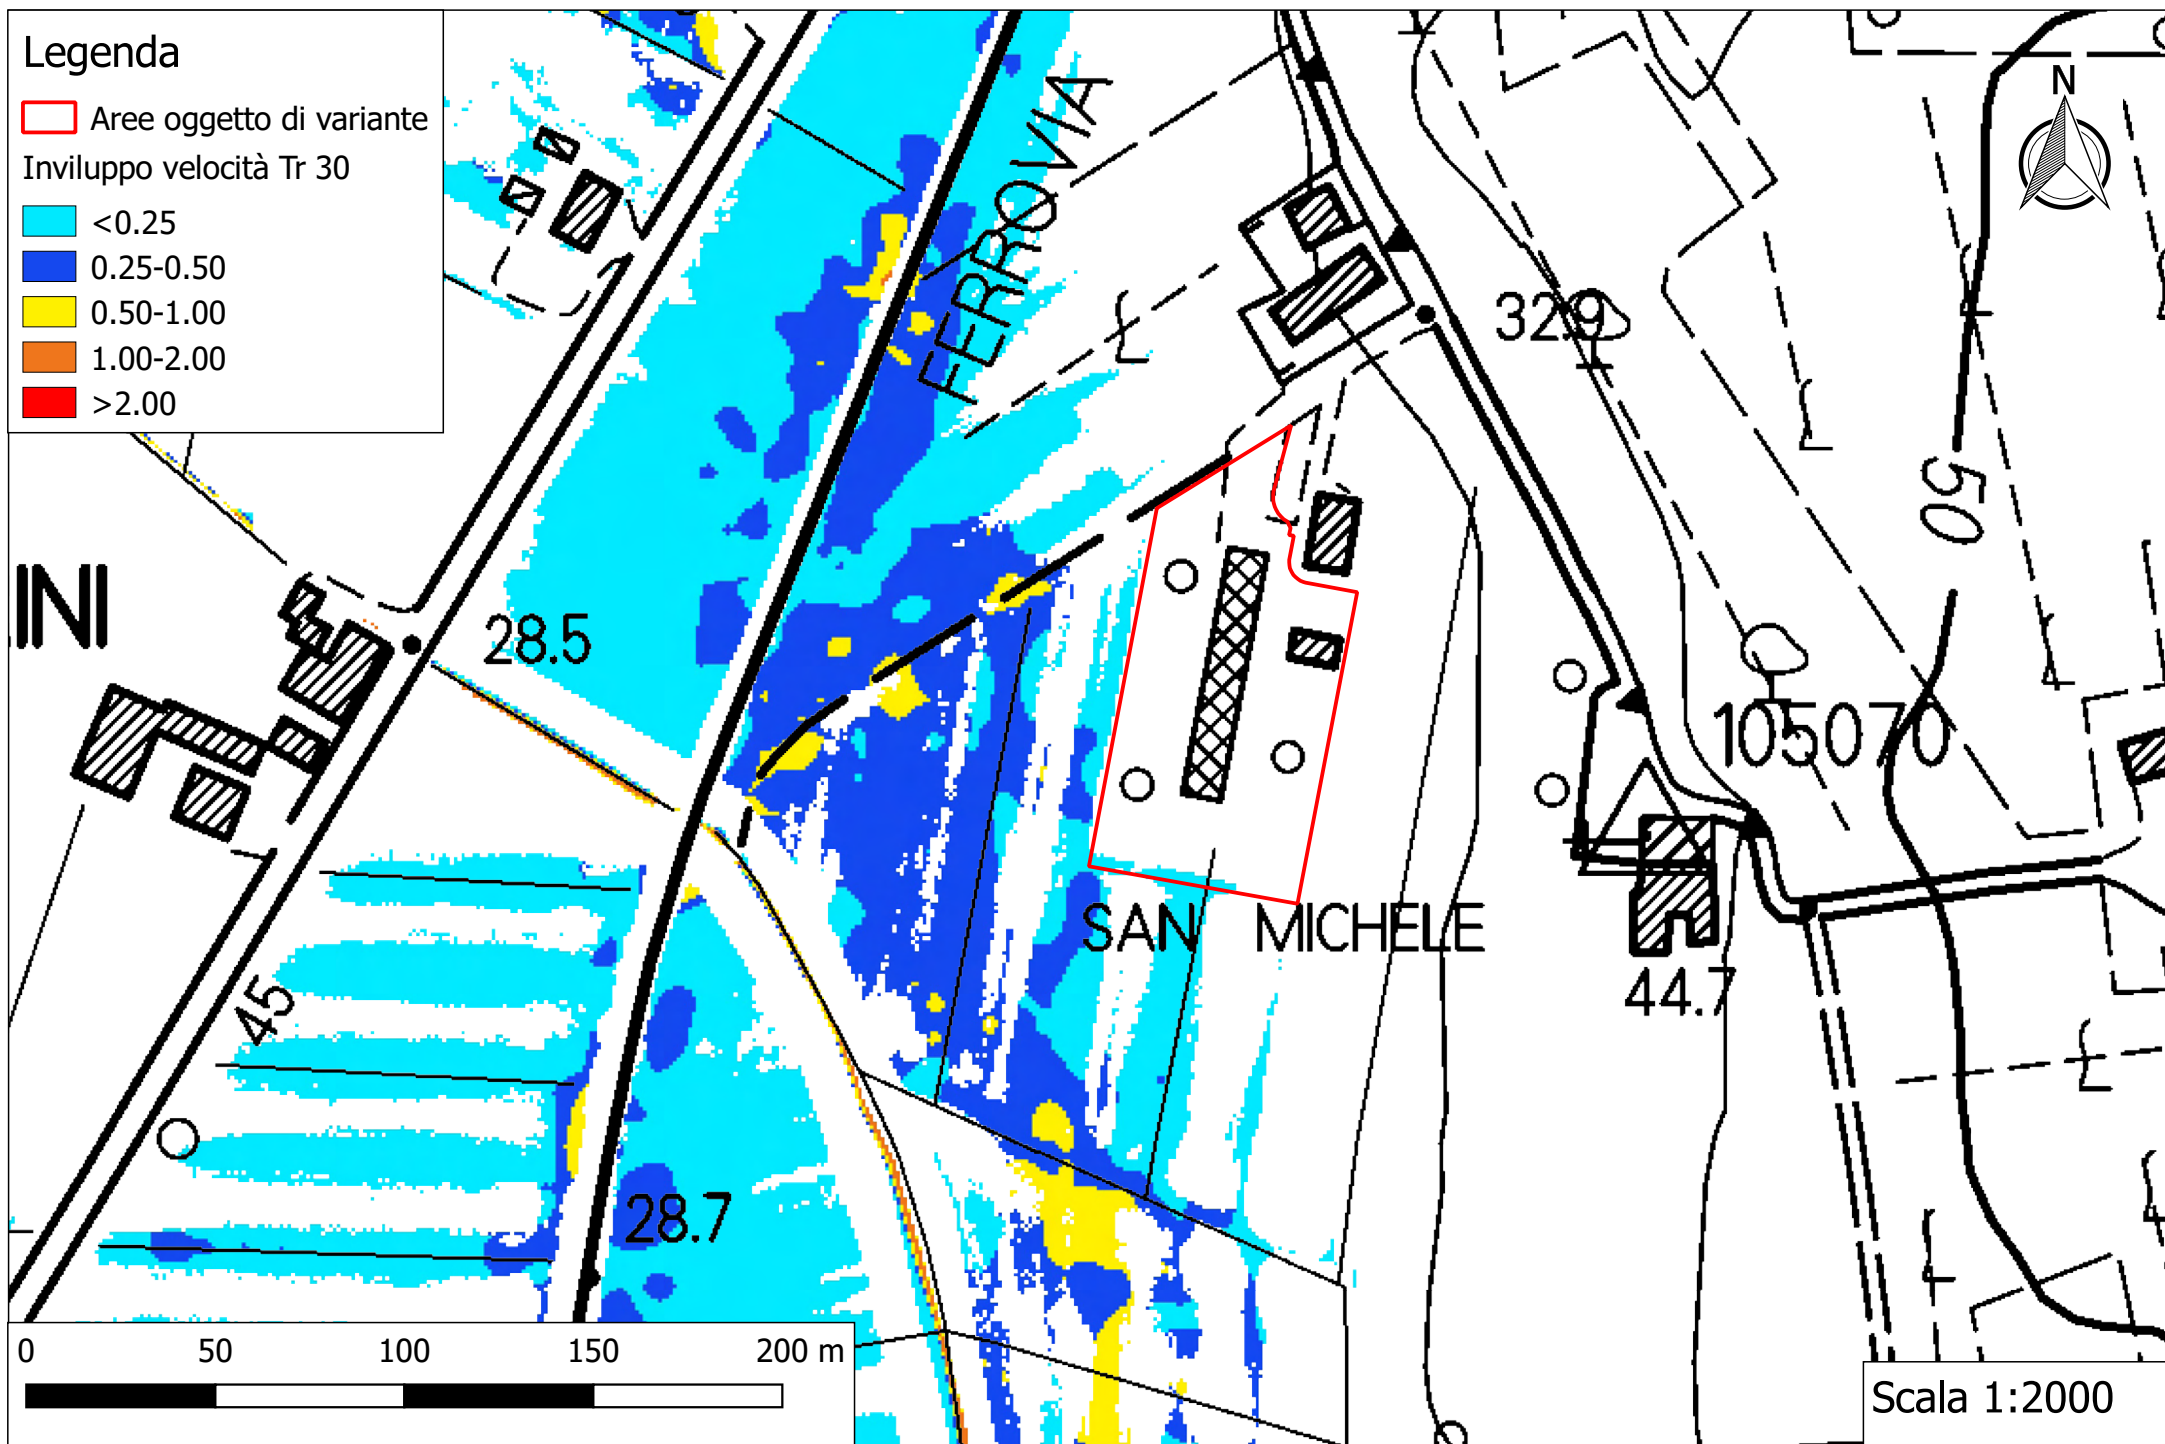 Legenda
Aree oggetto di variante
Inviluppo velocità Tr 30
<0.25
0.25-0.50
0.50-1.00
1.00-2.00
>2.00
N
FERROVIA
32.9
50
INI
28.5
105070
SAN MICHELE
44.7
45
28.7
0 50 100 150 200 m
Scala 1:2000